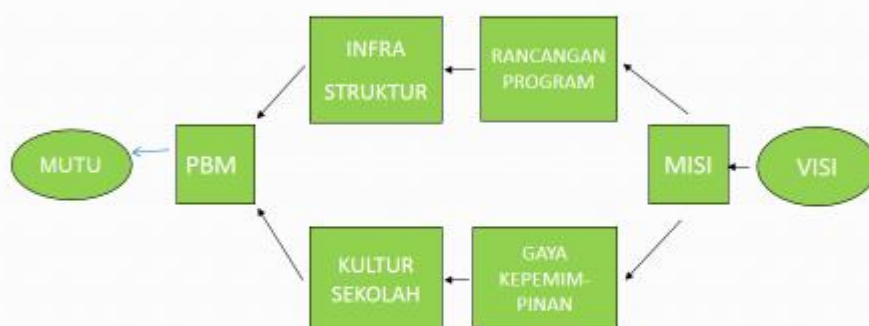 INFRA
STRUKTUR
RANCANGAN
PROGRAM
MUTU
PBM
MISI
VISI
KULTUR
SEKOLAH
GAYA
KEPEMIM-
PINAN